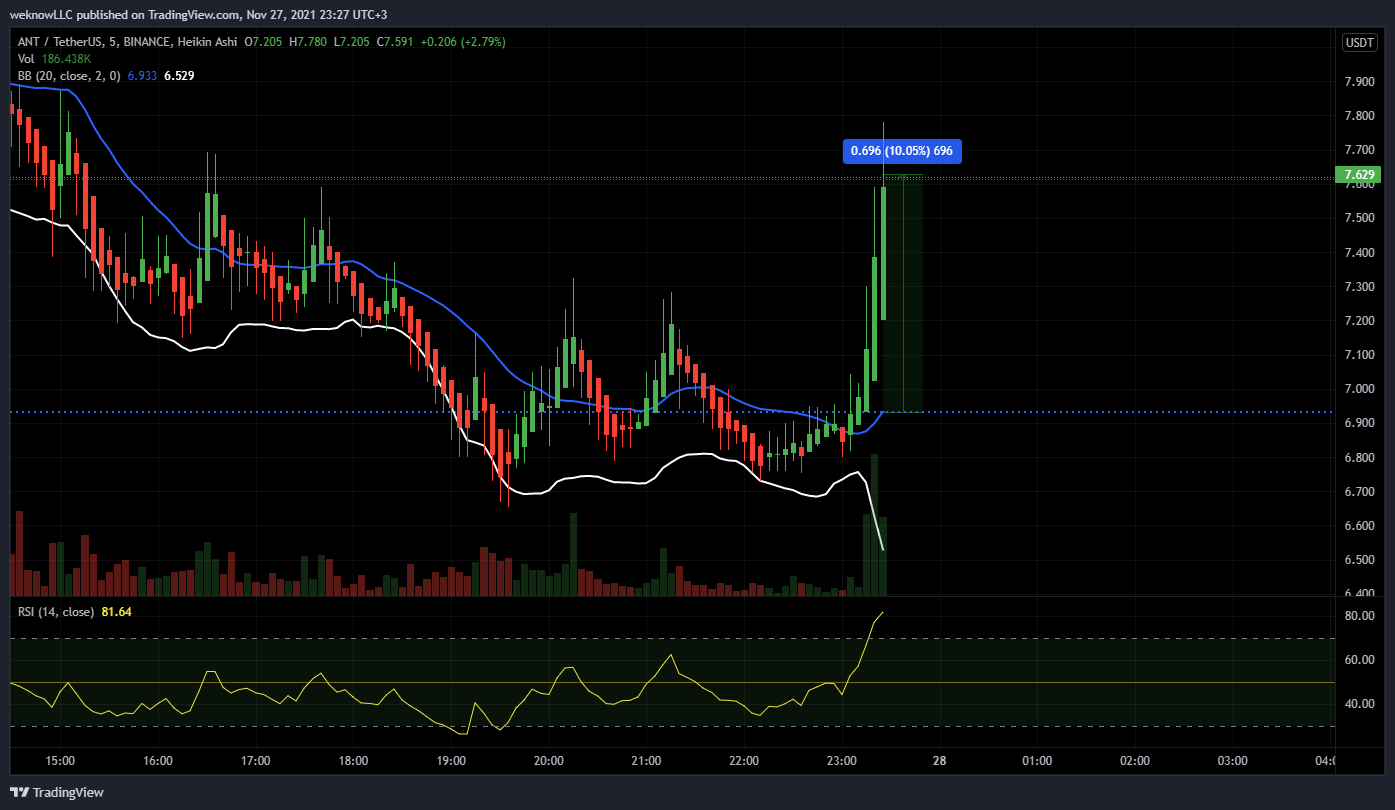 weknowLLC published on TradingView.com, Nov 27, 2021 23:27 UTC+3
ANT / TetherUS, 5, BINANCE, Heikin Ashi O7.205 H7.780 L7.205 C7.591 +0.206 (+2.79%)
USDT
Vol 186.438K
BB (20, close, 2, 0) 6.933 6.529
7.900
7.800
7.700
0.696 (10.05%) 696
7.629
7.600
7.500
7.400
7.300
7.200
7.100
7.000
6.900
6.800
6.700
6.600
6.500
6.400
RSI (14, close) 81.64
80.00
60.00
40.00
15:00 16:00 17:00 18:00 19:00 20:00 21:00 22:00 23:00 28 01:00 02:00 03:00 04:0
TradingView